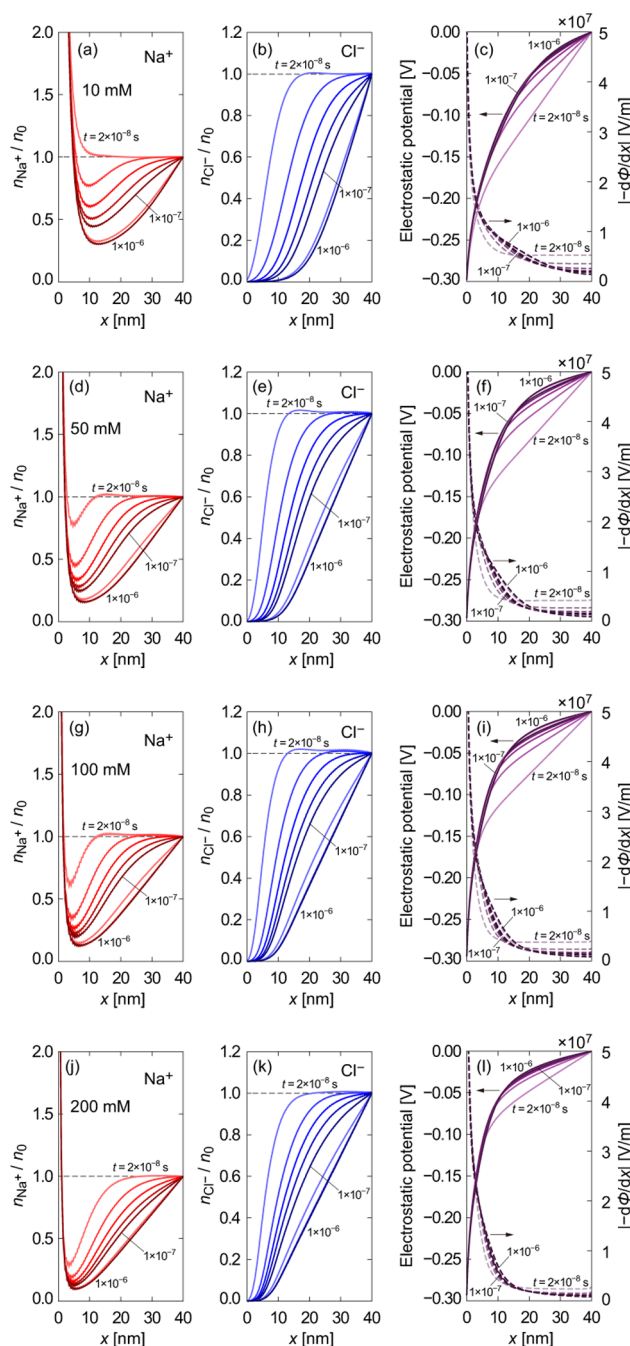 (a) Na⁺
10 mM
t = 2×10⁻⁸ s
1×10⁻⁷
1×10⁻⁶
2.0
1.5
1.0
0.5
0.0
n_Na⁺ / n₀
0 10 20 30 40
x [nm]
(b) Cl⁻
t = 2×10⁻⁸ s
1×10⁻⁷
1×10⁻⁶
1.2
1.0
0.8
0.6
0.4
0.2
0.0
n_Cl⁻ / n₀
0 10 20 30 40
x [nm]
(c) ×10⁷
1×10⁻⁶
1×10⁻⁷
t = 2×10⁻⁸ s
1×10⁻⁶
t = 2×10⁻⁸ s
1×10⁻⁷
0.00
−0.05
−0.10
−0.15
−0.20
−0.25
−0.30
Electrostatic potential [V]
5
4
3
2
1
0
|−dΦ/dx| [V/m]
0 10 20 30 40
x [nm]
(d) Na⁺
50 mM
t = 2×10⁻⁸ s
1×10⁻⁷
1×10⁻⁶
2.0
1.5
1.0
0.5
0.0
n_Na⁺ / n₀
0 10 20 30 40
x [nm]
(e) Cl⁻
t = 2×10⁻⁸ s
1×10⁻⁷
1×10⁻⁶
1.2
1.0
0.8
0.6
0.4
0.2
0.0
n_Cl⁻ / n₀
0 10 20 30 40
x [nm]
(f) ×10⁷
1×10⁻⁶
1×10⁻⁷
t = 2×10⁻⁸ s
1×10⁻⁶
t = 2×10⁻⁸ s
1×10⁻⁷
0.00
−0.05
−0.10
−0.15
−0.20
−0.25
−0.30
Electrostatic potential [V]
5
4
3
2
1
0
|−dΦ/dx| [V/m]
0 10 20 30 40
x [nm]
(g) Na⁺
100 mM
t = 2×10⁻⁸ s
1×10⁻⁷
1×10⁻⁶
2.0
1.5
1.0
0.5
0.0
n_Na⁺ / n₀
0 10 20 30 40
x [nm]
(h) Cl⁻
t = 2×10⁻⁸ s
1×10⁻⁷
1×10⁻⁶
1.2
1.0
0.8
0.6
0.4
0.2
0.0
n_Cl⁻ / n₀
0 10 20 30 40
x [nm]
(i) ×10⁷
1×10⁻⁶
1×10⁻⁷
t = 2×10⁻⁸ s
1×10⁻⁶
t = 2×10⁻⁸ s
1×10⁻⁷
0.00
−0.05
−0.10
−0.15
−0.20
−0.25
−0.30
Electrostatic potential [V]
5
4
3
2
1
0
|−dΦ/dx| [V/m]
0 10 20 30 40
x [nm]
(j) Na⁺
200 mM
t = 2×10⁻⁸ s
1×10⁻⁷
1×10⁻⁶
2.0
1.5
1.0
0.5
0.0
n_Na⁺ / n₀
0 10 20 30 40
x [nm]
(k) Cl⁻
t = 2×10⁻⁸ s
1×10⁻⁷
1×10⁻⁶
1.2
1.0
0.8
0.6
0.4
0.2
0.0
n_Cl⁻ / n₀
0 10 20 30 40
x [nm]
(l) ×10⁷
1×10⁻⁶
1×10⁻⁷
t = 2×10⁻⁸ s
1×10⁻⁶
t = 2×10⁻⁸ s
1×10⁻⁷
0.00
−0.05
−0.10
−0.15
−0.20
−0.25
−0.30
Electrostatic potential [V]
5
4
3
2
1
0
|−dΦ/dx| [V/m]
0 10 20 30 40
x [nm]